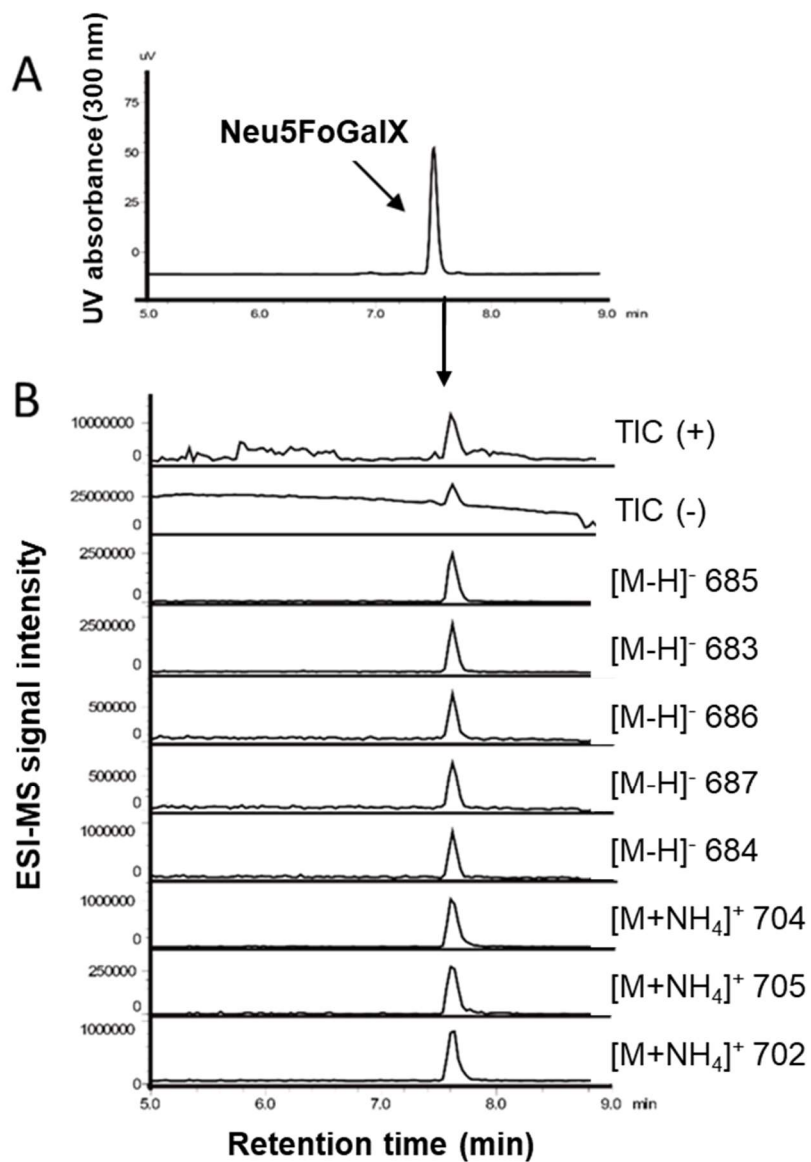 A
UV absorbance (300 nm)
uV
75
50
25
0
Neu5FoGalX
5.0 6.0 7.0 8.0 9.0 min
B
ESI-MS signal intensity
10000000
0
TIC (+)
25000000
0
TIC (-)
2500000
0
[M-H]⁻ 685
2500000
0
[M-H]⁻ 683
500000
0
[M-H]⁻ 686
500000
0
[M-H]⁻ 687
1000000
0
[M-H]⁻ 684
1000000
0
[M+NH₄]⁺ 704
250000
0
[M+NH₄]⁺ 705
1000000
0
[M+NH₄]⁺ 702
5.0 6.0 7.0 8.0 9.0 min
Retention time (min)